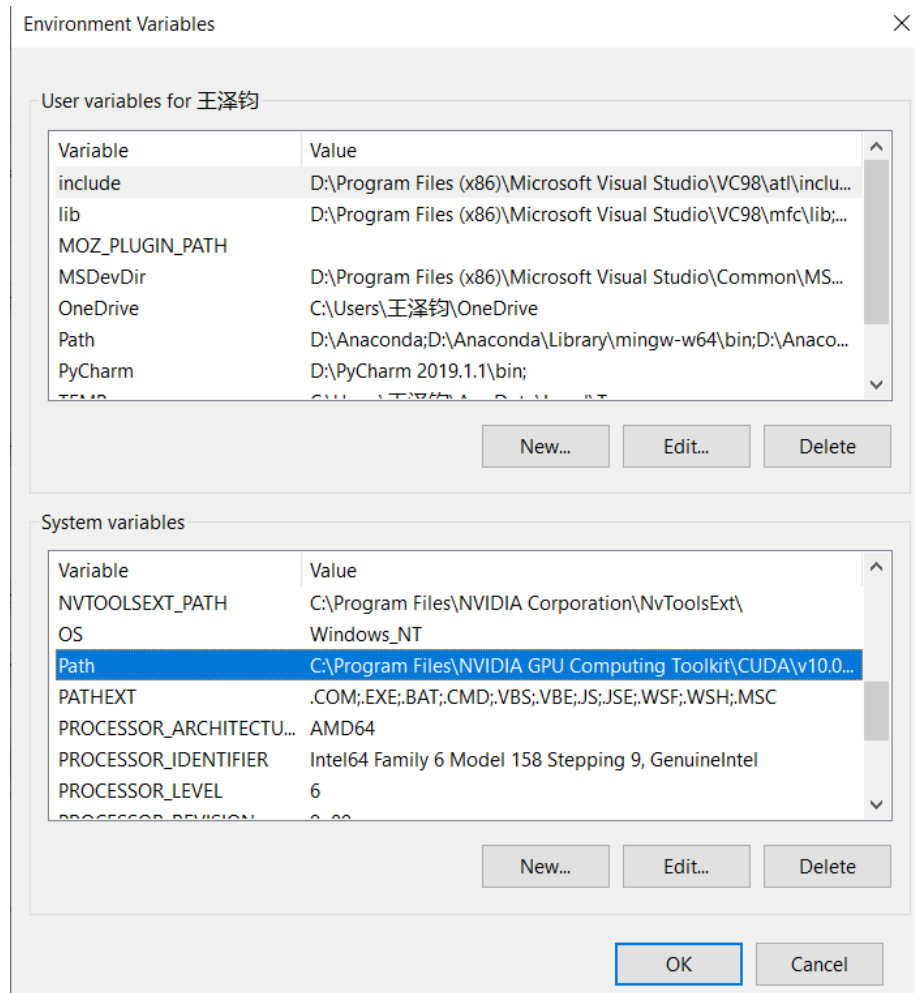 Environment Variables
User variables for 王泽钧
Variable Value
include D:\Program Files (x86)\Microsoft Visual Studio\VC98\atl\inclu...
lib D:\Program Files (x86)\Microsoft Visual Studio\VC98\mfc\lib;...
MOZ_PLUGIN_PATH
MSDevDir D:\Program Files (x86)\Microsoft Visual Studio\Common\MS...
OneDrive C:\Users\王泽钧\OneDrive
Path D:\Anaconda;D:\Anaconda\Library\mingw-w64\bin;D:\Anaco...
PyCharm D:\PyCharm 2019.1.1\bin;
New... Edit... Delete
System variables
Variable Value
NVTOOLSEXT_PATH C:\Program Files\NVIDIA Corporation\NvToolsExt\
OS Windows_NT
Path C:\Program Files\NVIDIA GPU Computing Toolkit\CUDA\v10.0...
PATHEXT .COM;.EXE;.BAT;.CMD;.VBS;.VBE;.JS;.JSE;.WSF;.WSH;.MSC
PROCESSOR_ARCHITECTU... AMD64
PROCESSOR_IDENTIFIER Intel64 Family 6 Model 158 Stepping 9, GenuineIntel
PROCESSOR_LEVEL 6
New... Edit... Delete
OK Cancel